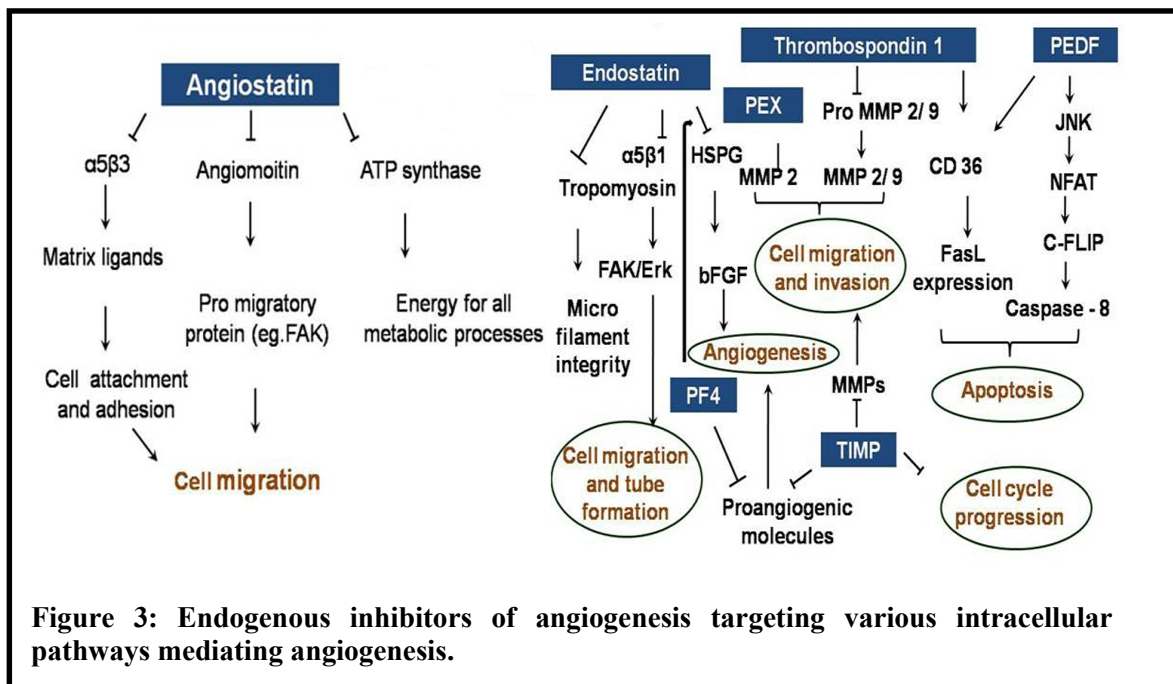 Angiostatin
α5β3
Angiomoitin
ATP synthase
Matrix ligands
Pro migratory
protein (eg.FAK)
Energy for all
metabolic processes
Cell attachment
and adhesion
Cell migration
Endostatin
α5β1
HSPG
Tropomyosin
FAK/Erk
Micro
filament
integrity
bFGF
Angiogenesis
PF4
Cell migration
and tube
formation
Proangiogenic
molecules
Thrombospondin 1
PEX
Pro MMP 2/ 9
MMP 2
MMP 2/ 9
Cell migration
and invasion
MMPs
TIMP
Cell cycle
progression
PEDF
JNK
CD 36
NFAT
FasL
expression
C-FLIP
Caspase - 8
Apoptosis
Figure 3: Endogenous inhibitors of angiogenesis targeting various intracellular
pathways mediating angiogenesis.